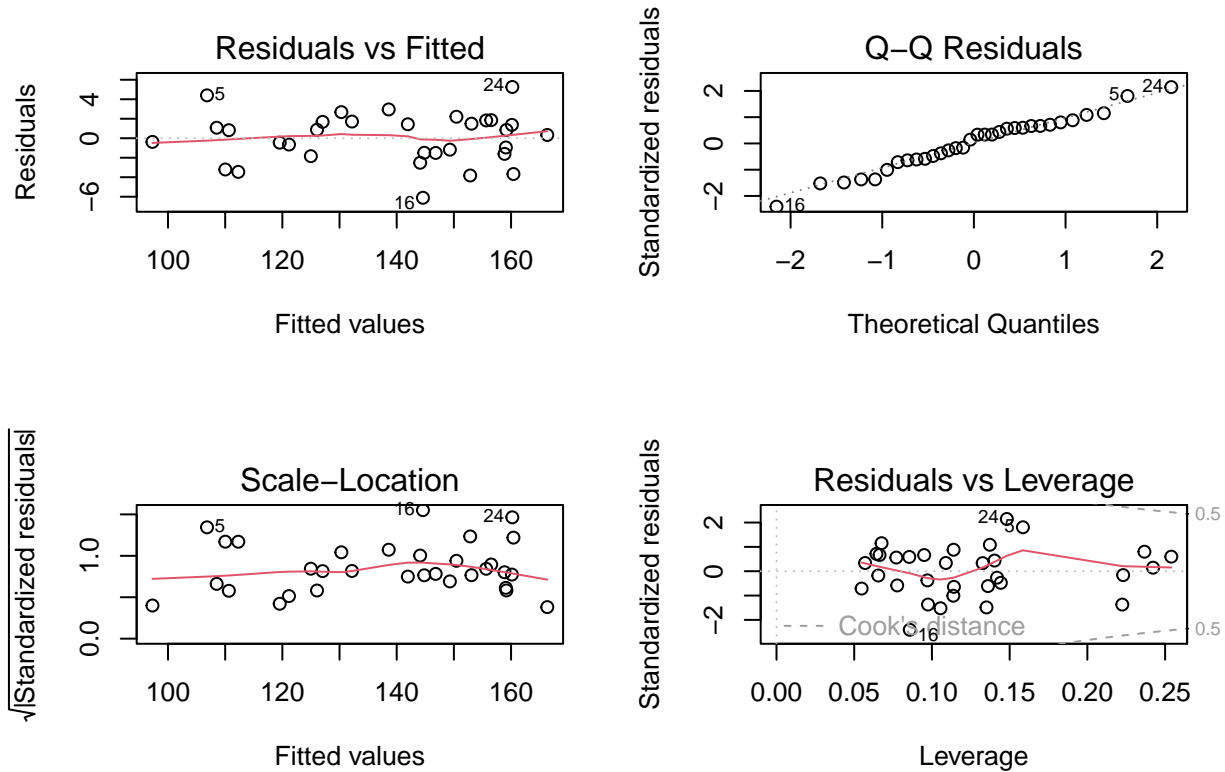 Residuals vs Fitted
Residuals
4
0
−6
5
24
16
100 120 140 160
Fitted values
Q−Q Residuals
Standardized residuals
2
0
−2
5
24
16
−2 −1 0 1 2
Theoretical Quantiles
Scale−Location
√|Standardized residuals|
1.0
0.0
5
16
24
100 120 140 160
Fitted values
Residuals vs Leverage
Standardized residuals
2
0
−2
24
5
16
0.5
0.5
Cook's distance
0.00 0.05 0.10 0.15 0.20 0.25
Leverage